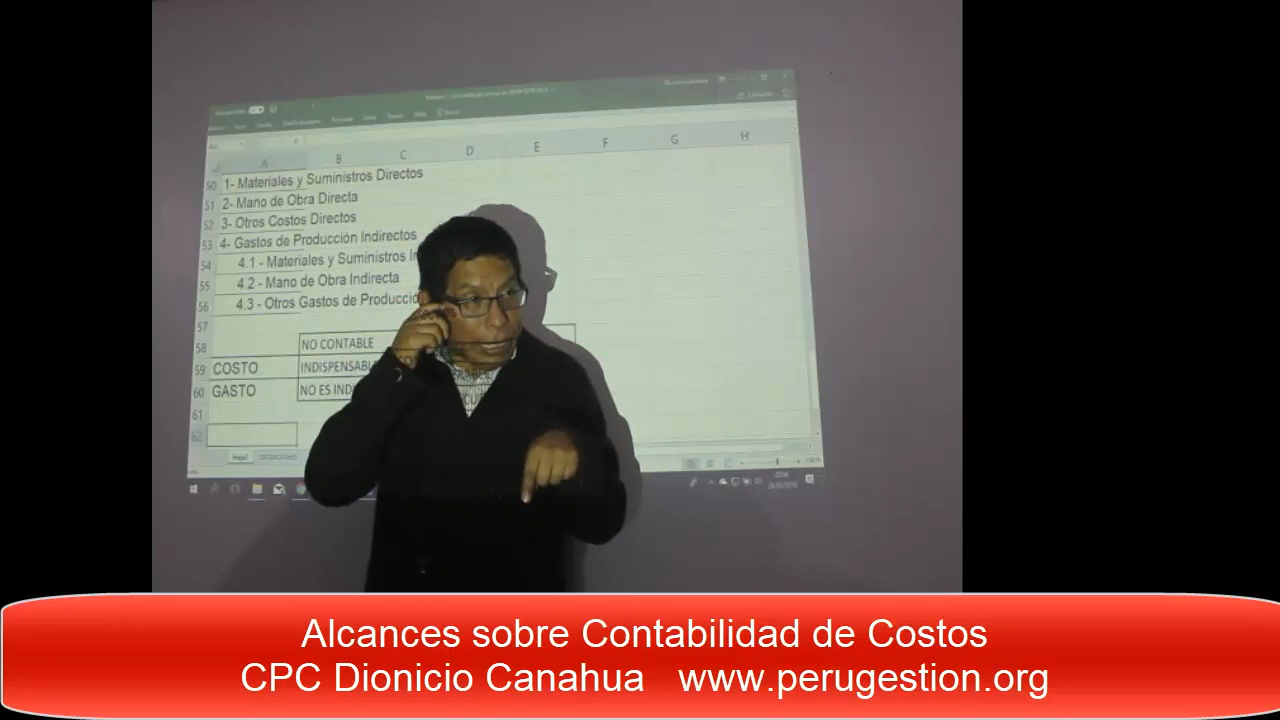 A B C D E F G H
50 1- Materiales y Suministros Directos
51 2- Mano de Obra Directa
52 3- Otros Costos Directos
53 4- Gastos de Producción Indirectos
54 4.1 - Materiales y Suministros
55 4.2 - Mano de Obra Indirecta
56 4.3 - Otros Gastos de
57
58 NO CONTABLE
59 COSTO
60 GASTO NO ES
61
62
Alcances sobre Contabilidad de Costos
CPC Dionicio Canahua www.perugestion.org